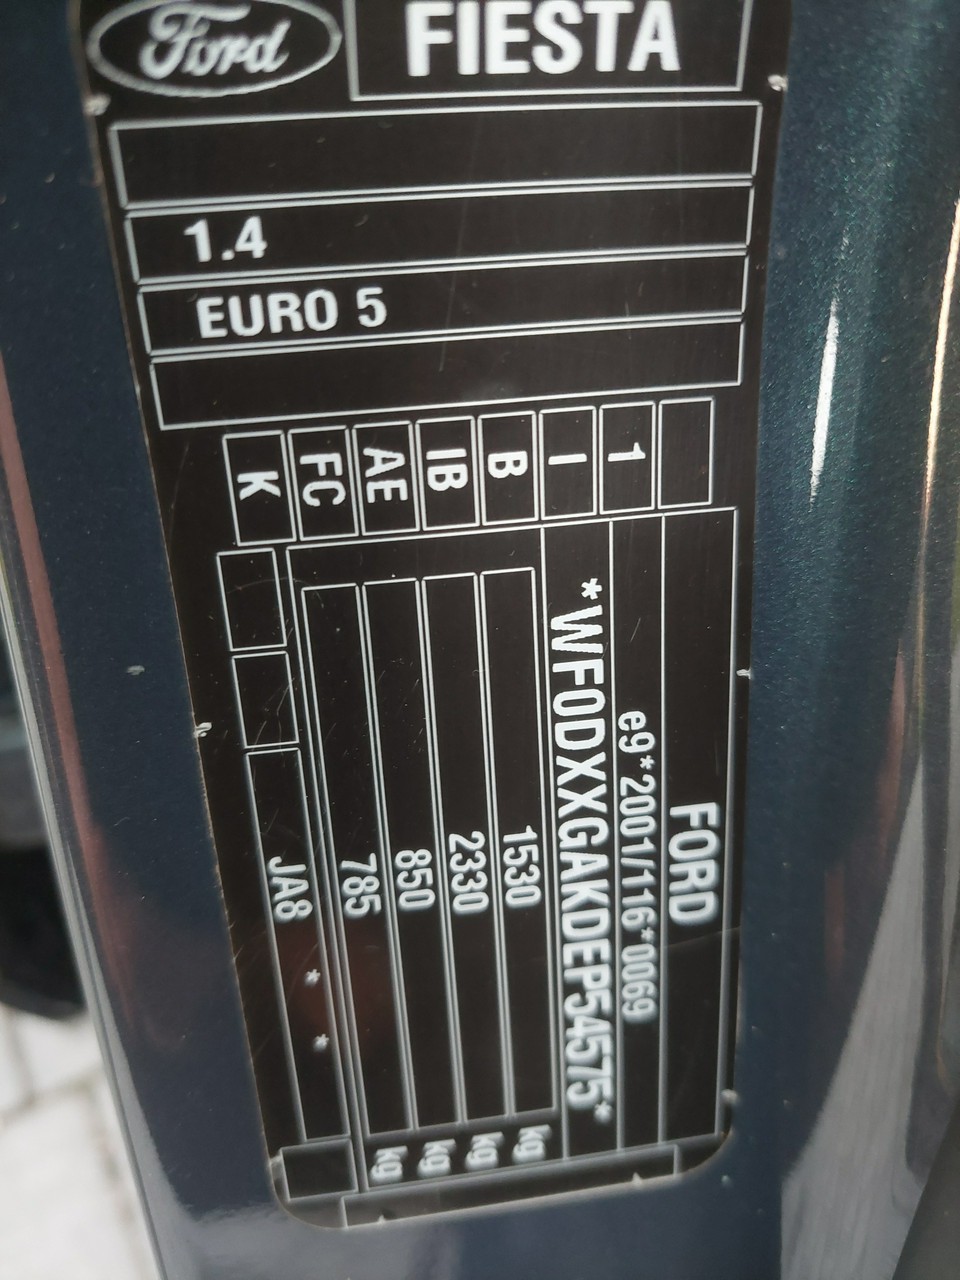 Ford
FIESTA
1.4
EURO 5
FORD
1 e9*2001/116*0069
I *WF0DXXGAKDEP54575*
B 1530 kg
IB 2330 kg
AE 850 kg
FC 785 kg
K JA8 * *